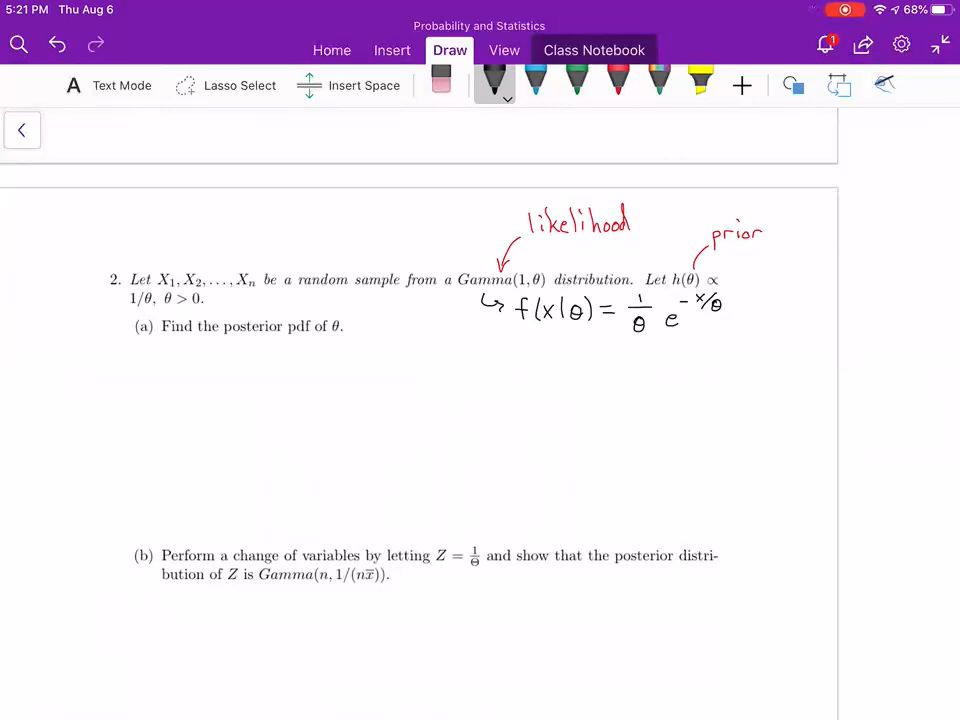 5:21 PM Thu Aug 6
68%
Probability and Statistics
Home Insert Draw View Class Notebook
1
A Text Mode Lasso Select Insert Space
likelihood
prior
2. Let X₁, X₂, . . . , Xₙ be a random sample from a Gamma(1, θ) distribution. Let h(θ) ∝
1/θ, θ > 0.
f(x|θ) = 1/θ e^(-x/θ)
(a) Find the posterior pdf of θ.
(b) Perform a change of variables by letting Z = 1/Θ and show that the posterior distri-
bution of Z is Gamma(n, 1/(nx̅)).